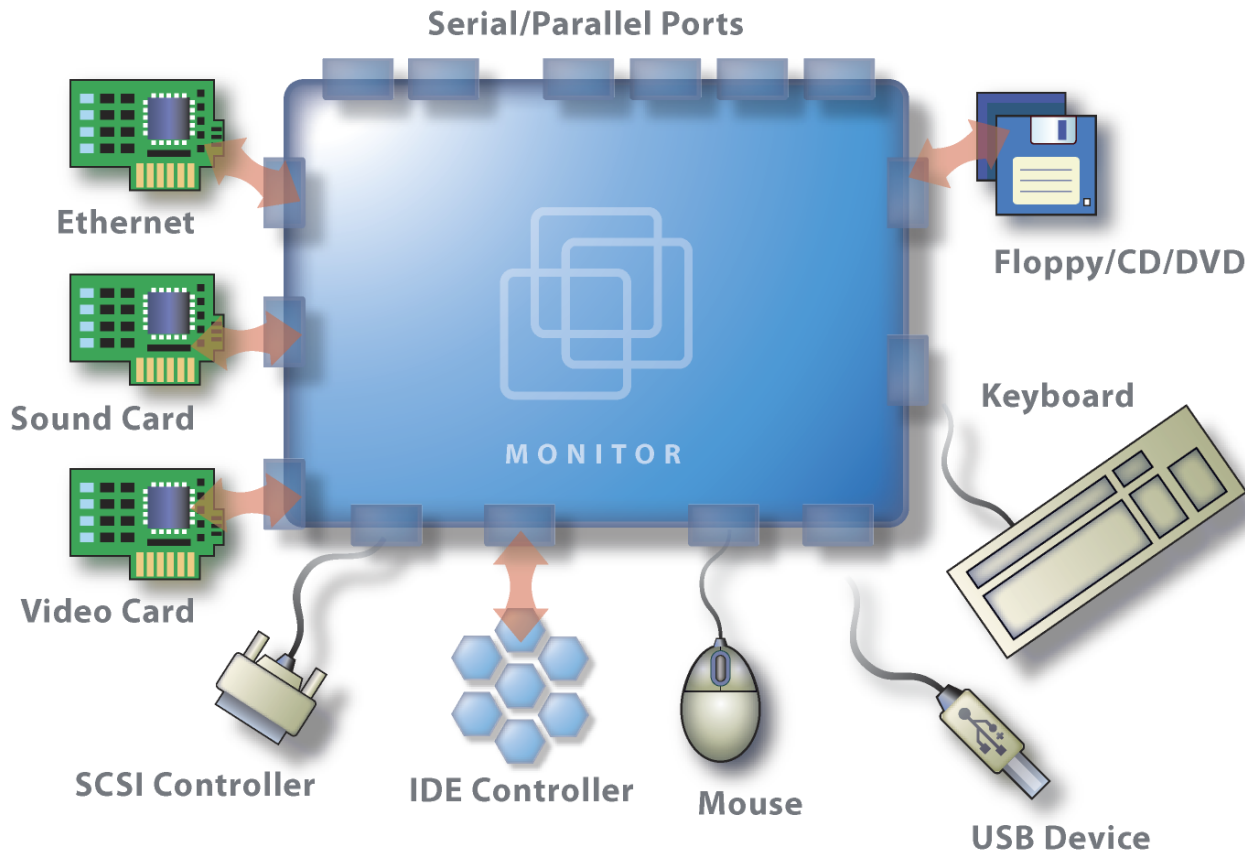 Serial/Parallel Ports
Ethernet
Floppy/CD/DVD
Sound Card
Keyboard
MONITOR
Video Card
SCSI Controller
IDE Controller
Mouse
USB Device